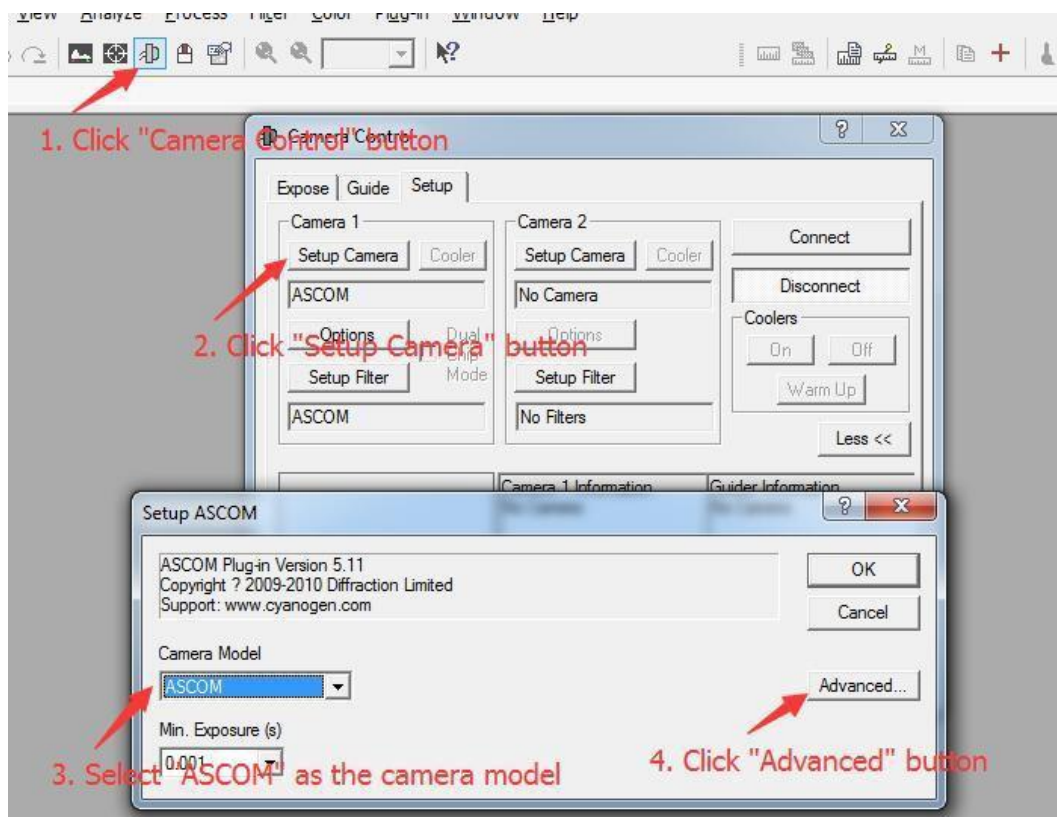 View Analyze Process Filter Color Plug-in Window Help
1. Click "Camera Control" button
Camera Control
Expose Guide Setup
Camera 1
Setup Camera Cooler
ASCOM
Options Dual Chip Mode
Setup Filter
ASCOM
Camera 2
Setup Camera Cooler
No Camera
Options
Setup Filter
No Filters
Connect
Disconnect
Coolers
On Off
Warm Up
Less <<
2. Click "Setup Camera" button
Camera 1 Information Guider Information
No Camera No Camera
Setup ASCOM
ASCOM Plug-in Version 5.11
Copyright ? 2009-2010 Diffraction Limited
Support: www.cyanogen.com
OK
Cancel
Camera Model
ASCOM
Advanced...
Min. Exposure (s)
0.001
3. Select "ASCOM" as the camera model
4. Click "Advanced" button